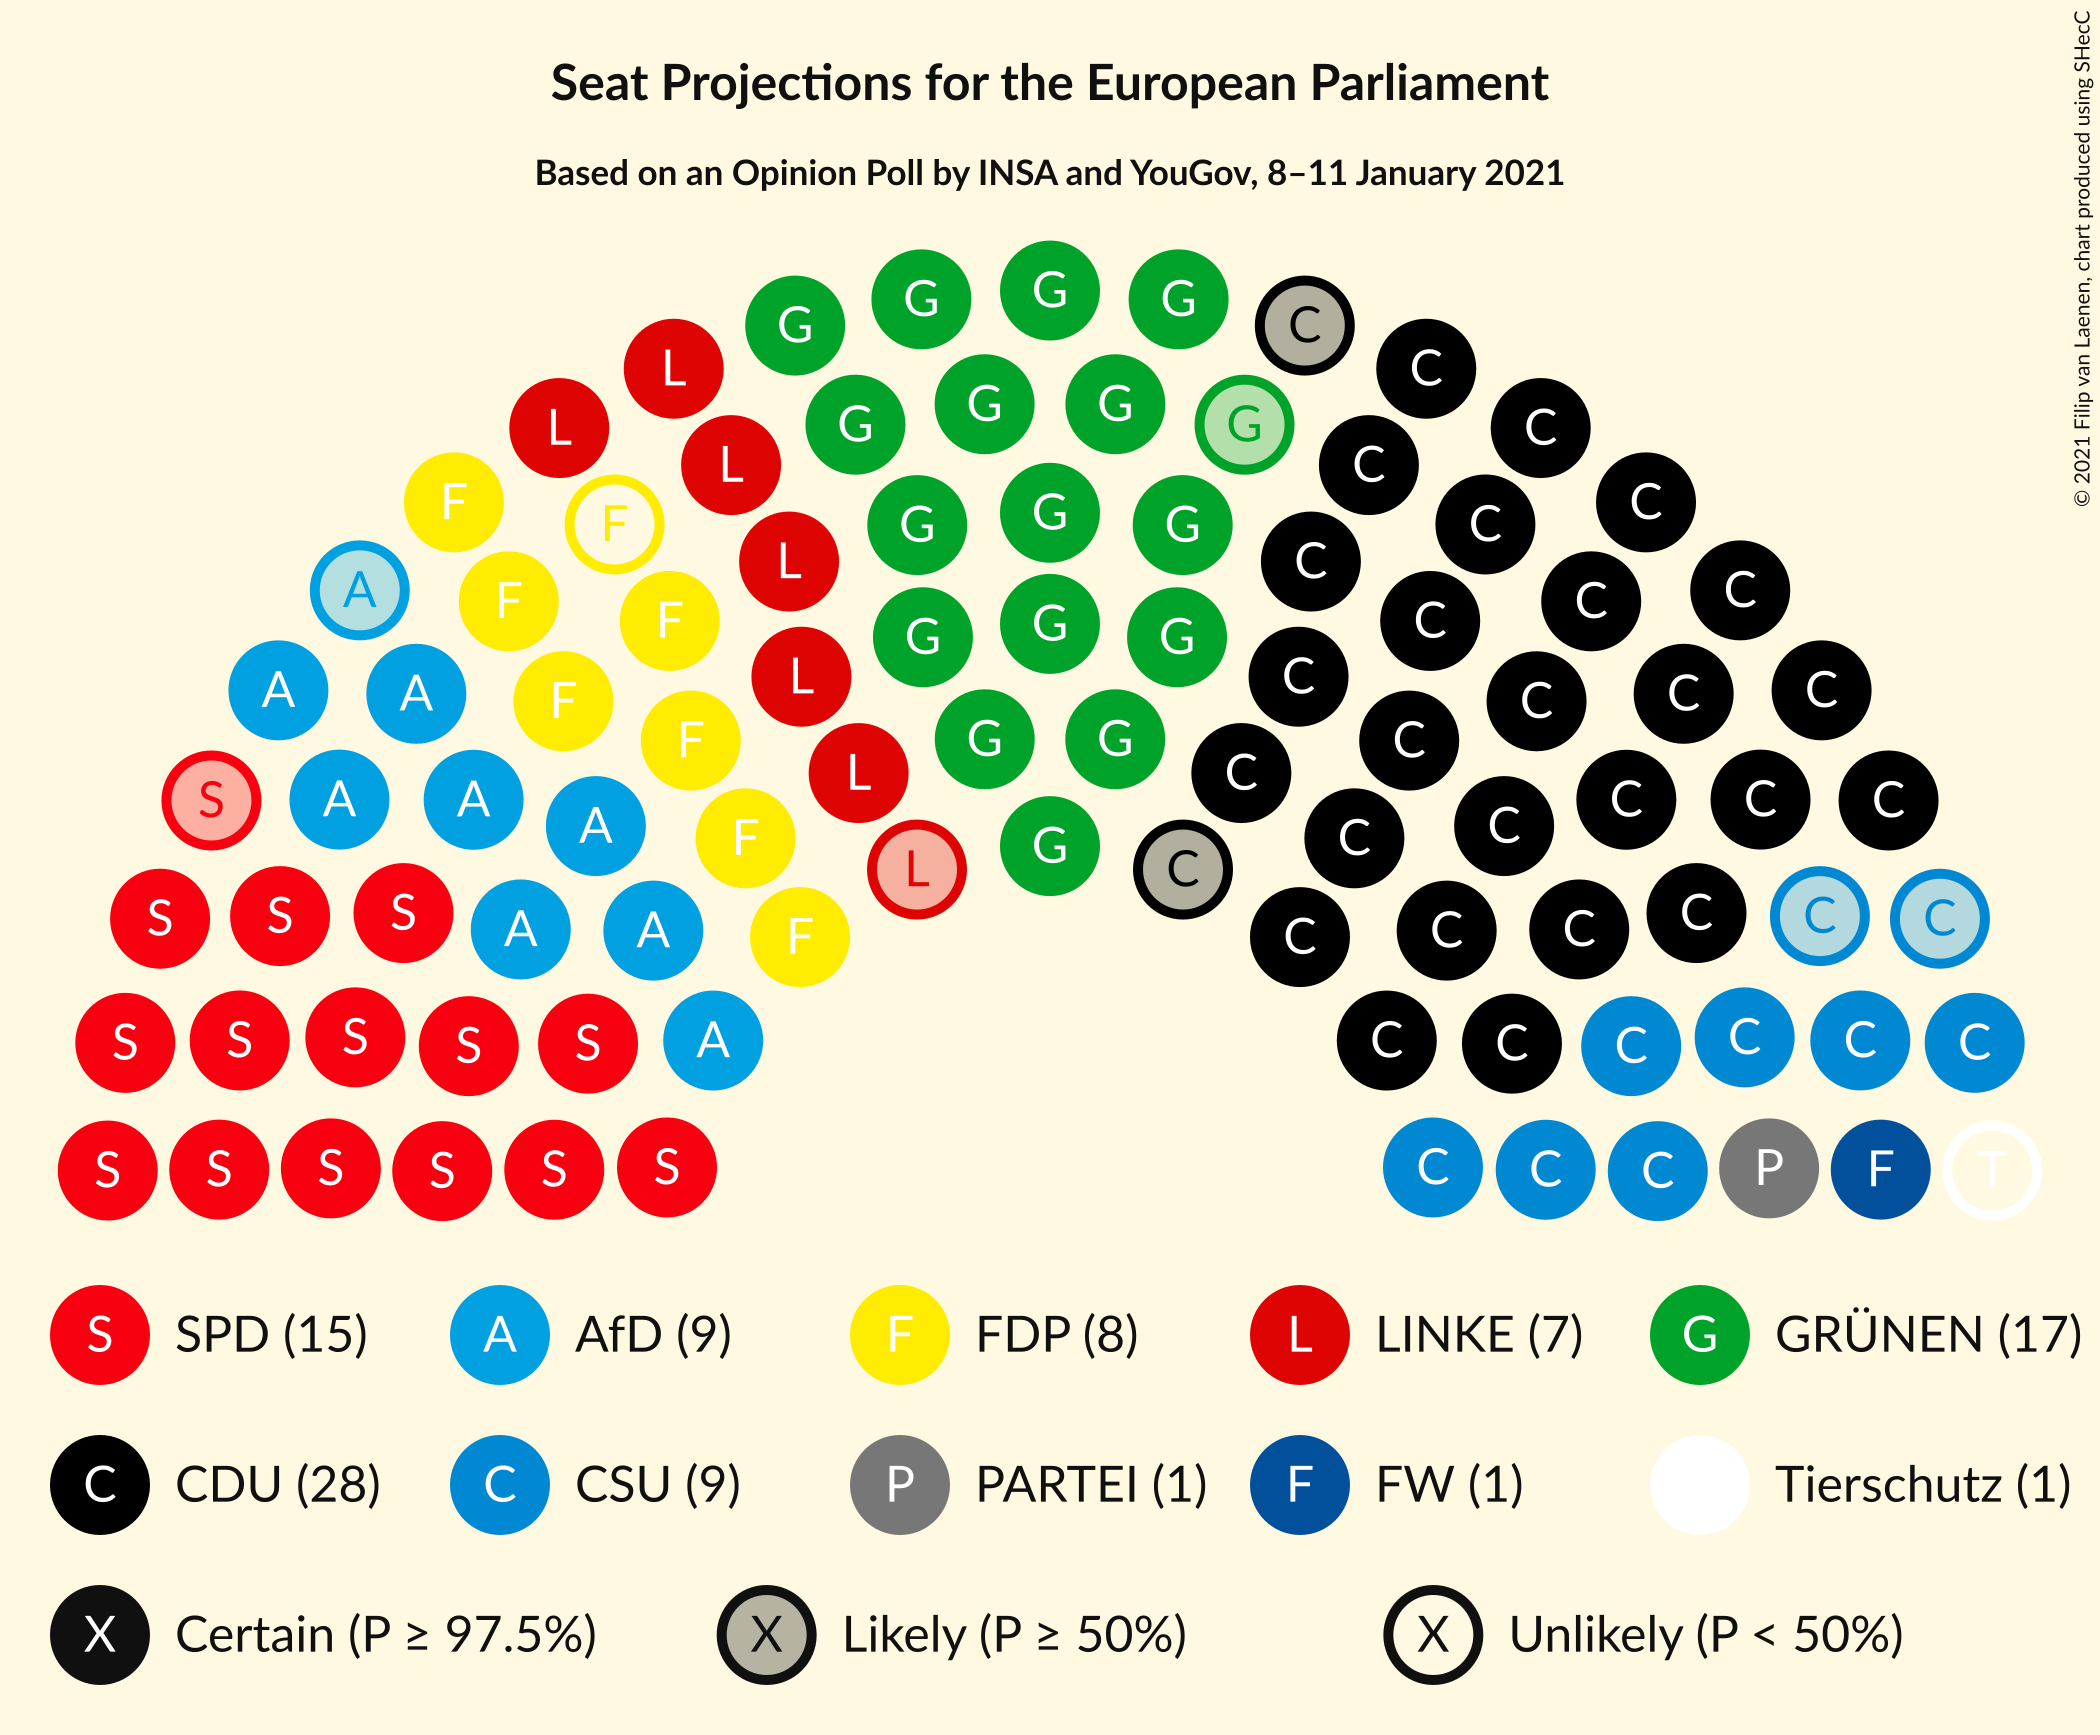 Seat Projections for the European Parliament
Based on an Opinion Poll by INSA and YouGov, 8–11 January 2021
© 2021 Filip van Laenen, chart produced using SHecC
G G G G C
L G G G G C
L L G G G C C
F F L G G G C C C
A F F L G G G C C C C
A A F F L G G C C C C C
S A A A F L G C C C C C C
S S S A A F L C C C C C C C
S S S S S A C C C C C C
S S S S S S C C C P F T
S SPD (15) A AfD (9) F FDP (8) L LINKE (7) G GRÜNEN (17)
C CDU (28) C CSU (9) P PARTEI (1) F FW (1) Tierschutz (1)
X Certain (P ≥ 97.5%) X Likely (P ≥ 50%) X Unlikely (P < 50%)